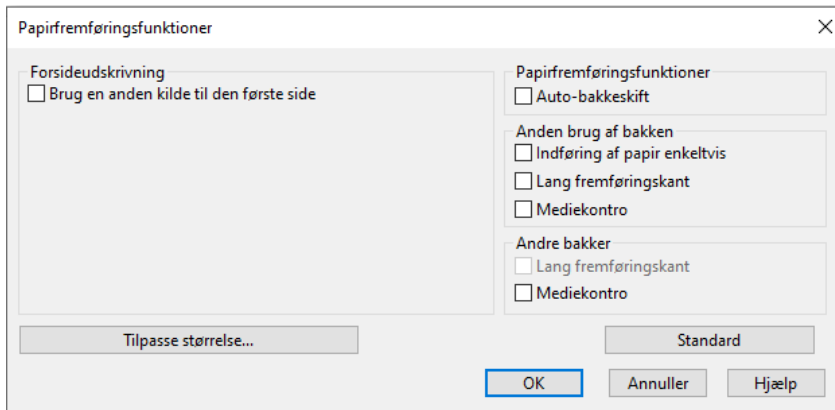 Papirfremføringsfunktioner
Forsideudskrivning
Brug en anden kilde til den første side
Papirfremføringsfunktioner
Auto-bakkeskift
Anden brug af bakken
Indføring af papir enkeltvis
Lang fremføringskant
Mediekontro
Andre bakker
Lang fremføringskant
Mediekontro
Tilpasse størrelse...
Standard
OK
Annuller
Hjælp